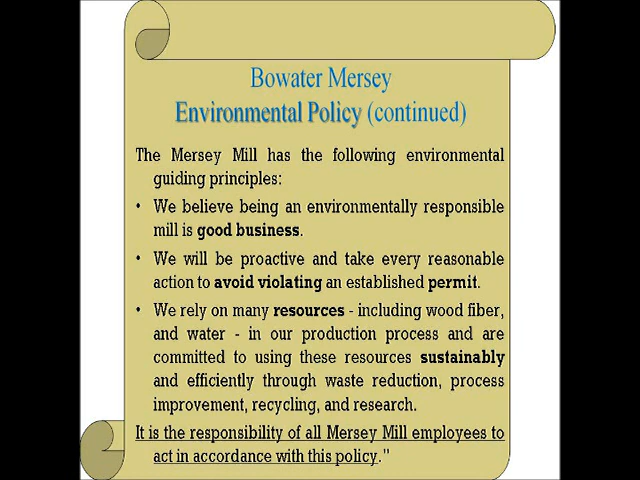 Bowater Mersey
Environmental Policy (continued)
The Mersey Mill has the following environmental
guiding principles:
• We believe being an environmentally responsible
mill is good business.
• We will be proactive and take every reasonable
action to avoid violating an established permit.
• We rely on many resources - including wood fiber,
and water - in our production process and are
committed to using these resources sustainably
and efficiently through waste reduction, process
improvement, recycling, and research.
It is the responsibility of all Mersey Mill employees to
act in accordance with this policy."